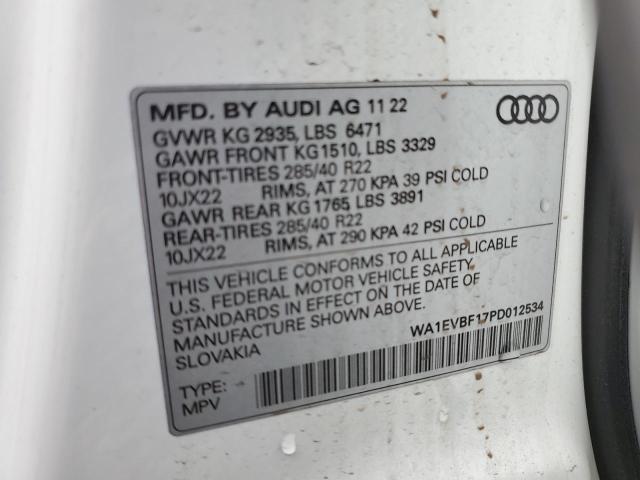 MFD. BY AUDI AG 11 22
GVWR KG 2935, LBS 6471
GAWR FRONT KG1510, LBS 3329
FRONT-TIRES 285/40 R22
10JX22 RIMS, AT 270 KPA 39 PSI COLD
GAWR REAR KG 1765 LBS 3891
REAR-TIRES 285/40 R22
10JX22 RIMS, AT 290 KPA 42 PSI COLD
THIS VEHICLE CONFORMS TO ALL APPLICABLE
U.S. FEDERAL MOTOR VEHICLE SAFETY
STANDARDS IN EFFECT ON THE DATE OF
MANUFACTURE SHOWN ABOVE.
SLOVAKIA
WA1EVBF17PD012534
TYPE:
MPV